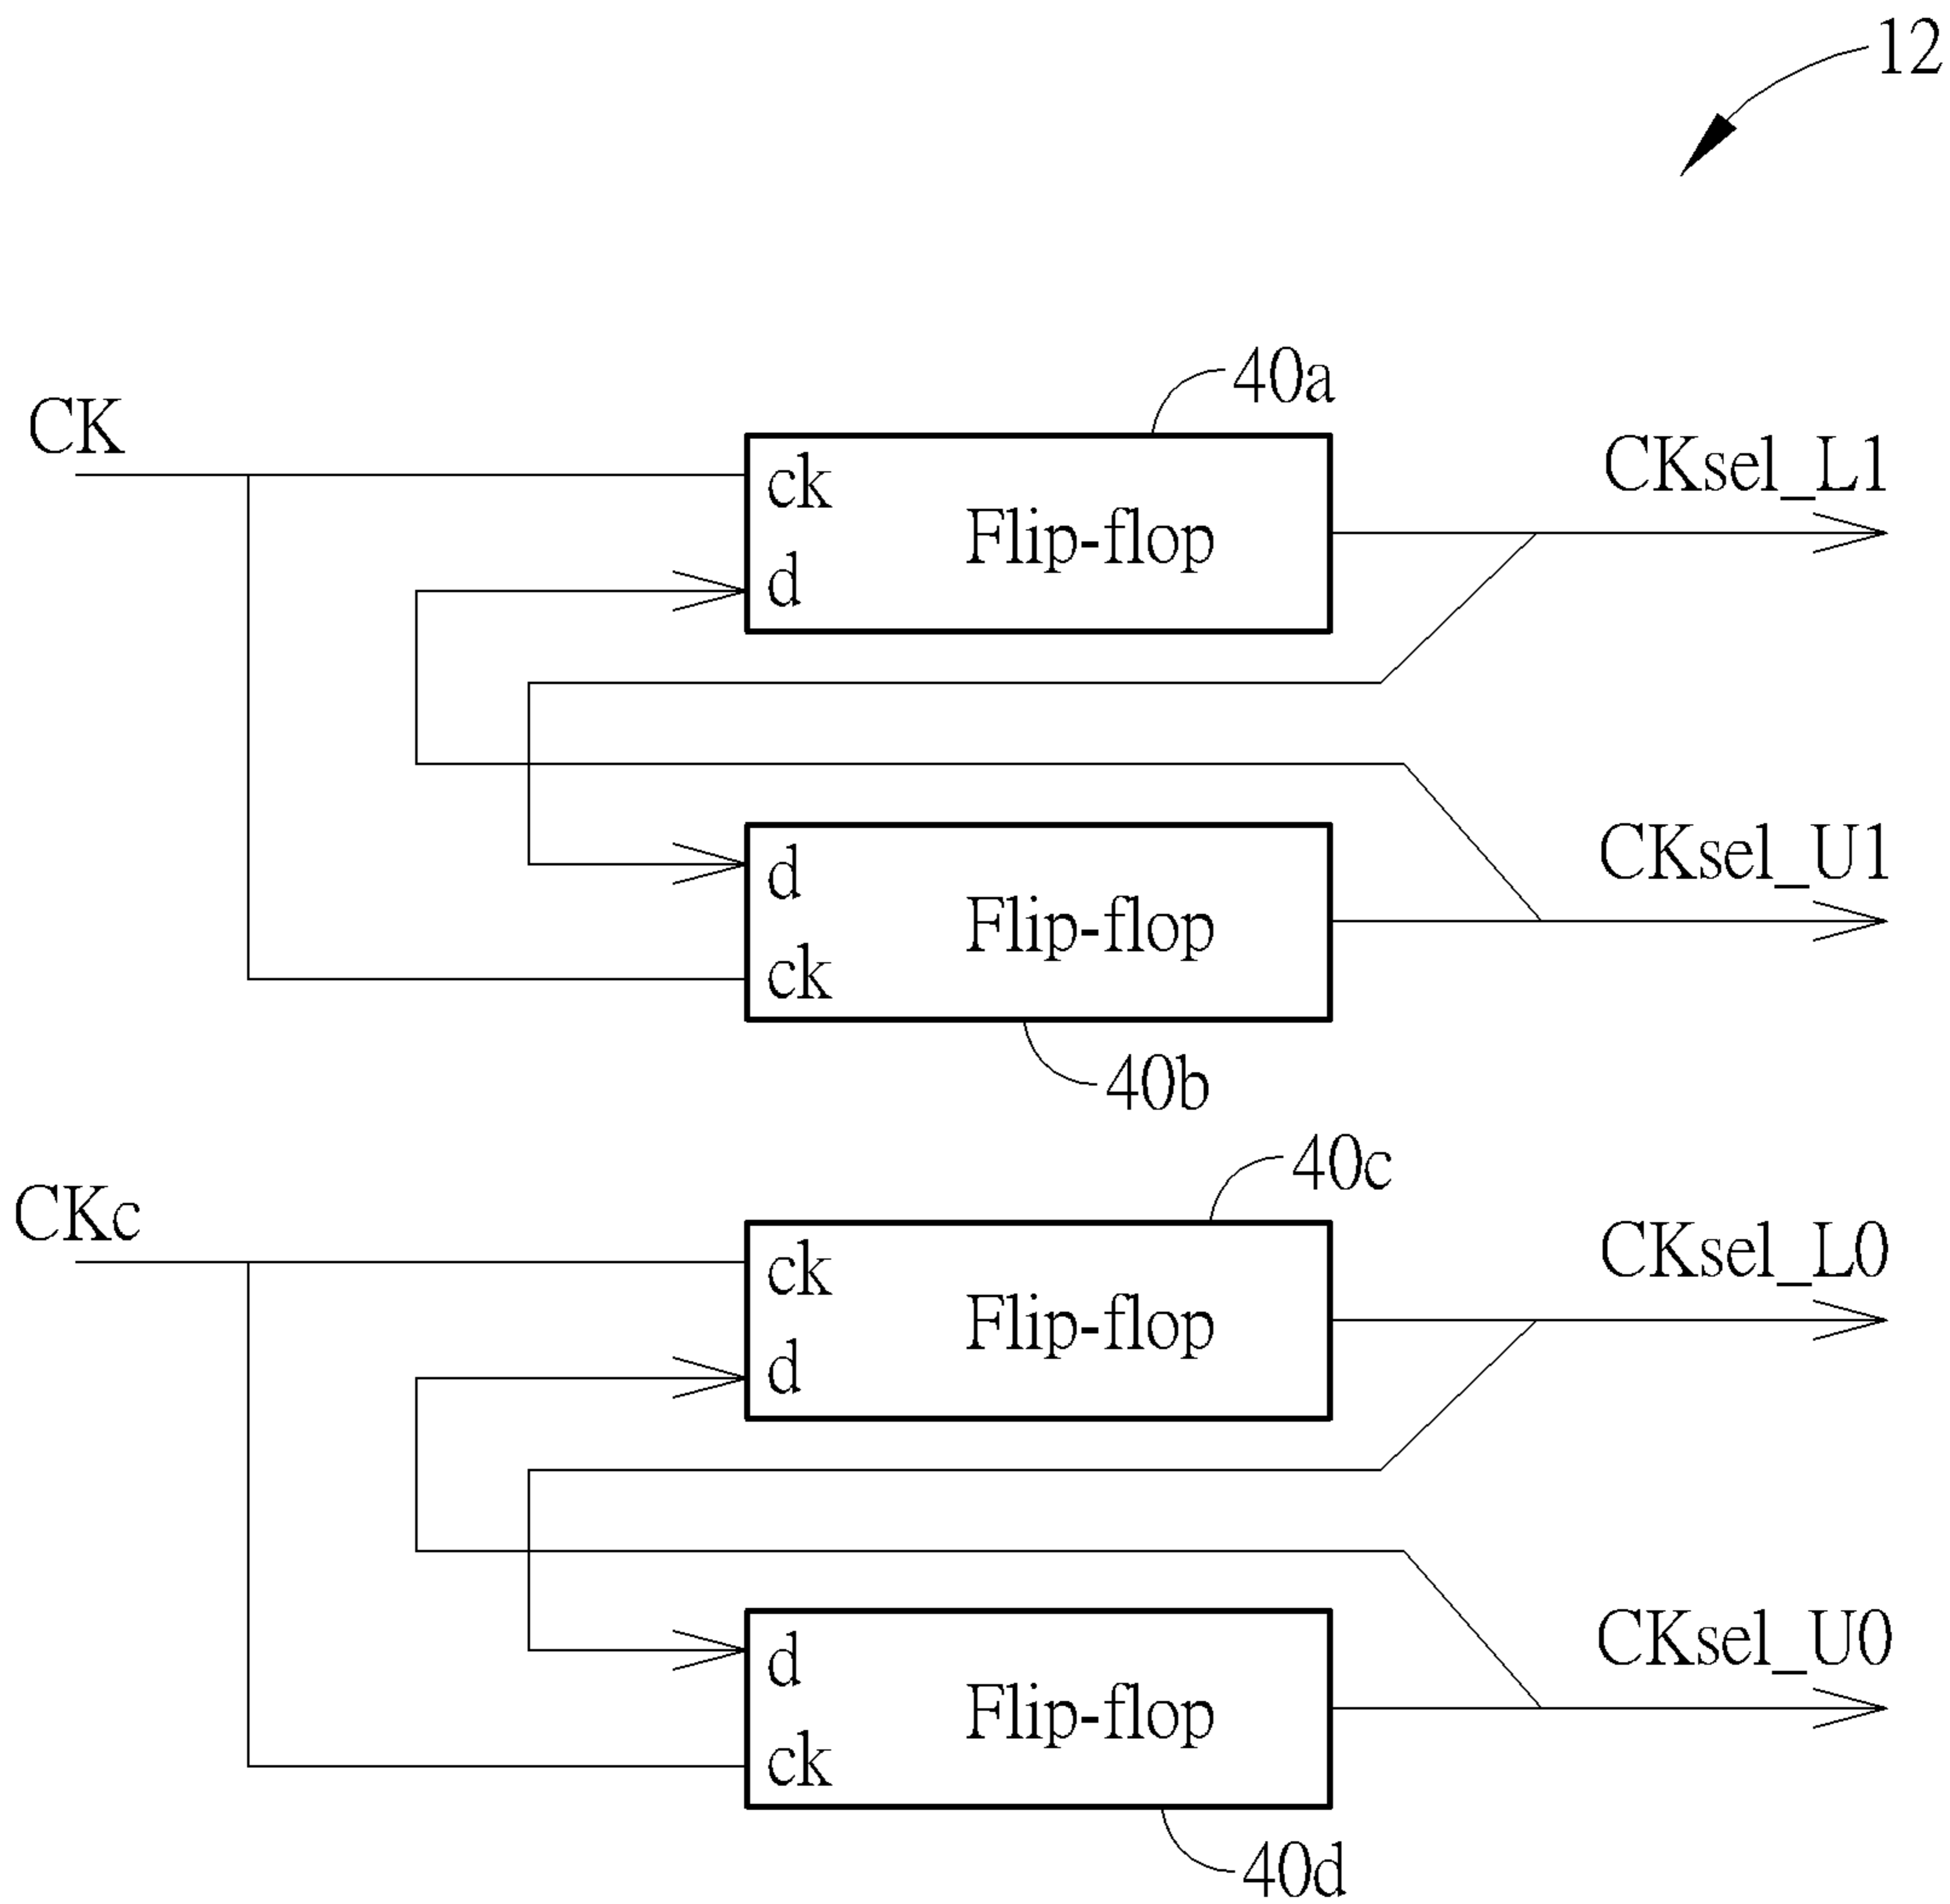 12
40a
CK
ck
Flip-flop
d
CKsel_L1
d
Flip-flop
ck
CKsel_U1
40b
40c
CKc
ck
Flip-flop
d
CKsel_L0
d
Flip-flop
ck
CKsel_U0
40d